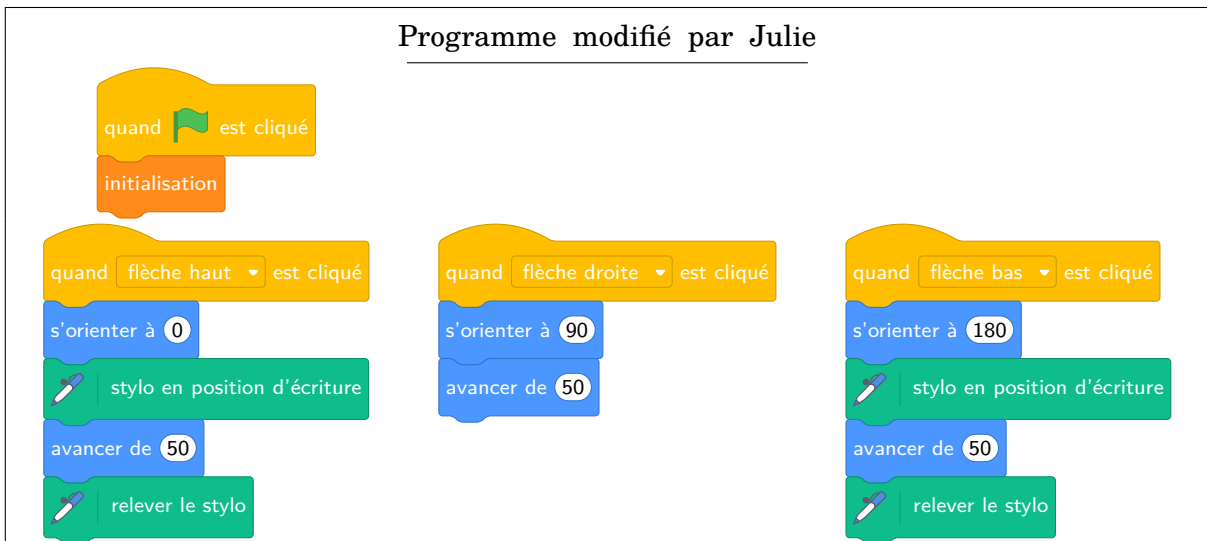 Programme modifié par Julie
quand est cliqué
initialisation
quand flèche haut est cliqué
s'orienter à 0
stylo en position d'écriture
avancer de 50
relever le stylo
quand flèche droite est cliqué
s'orienter à 90
avancer de 50
quand flèche bas est cliqué
s'orienter à 180
stylo en position d'écriture
avancer de 50
relever le stylo